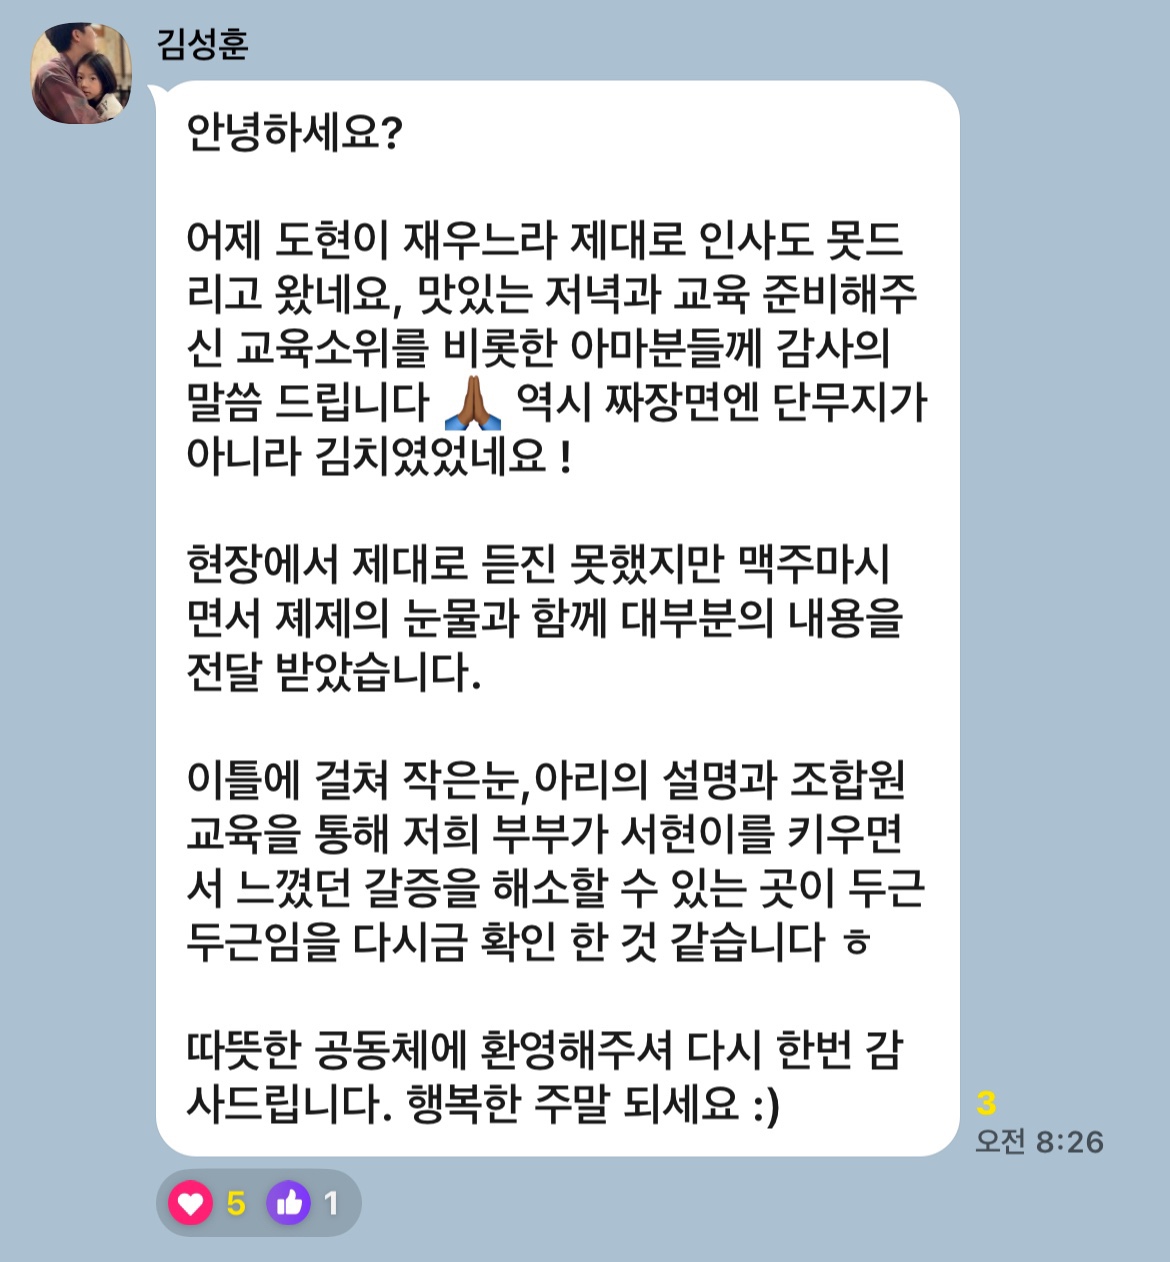 김성훈
안녕하세요?
어제 도현이 재우느라 제대로 인사도 못드
리고 왔네요, 맛있는 저녁과 교육 준비해주
신 교육소위를 비롯한 아마분들께 감사의
말씀 드립니다 🙏🏾 역시 짜장면엔 단무지가
아니라 김치였었네요 !
현장에서 제대로 듣진 못했지만 맥주마시
면서 졔제의 눈물과 함께 대부분의 내용을
전달 받았습니다.
이틀에 걸쳐 작은눈,아리의 설명과 조합원
교육을 통해 저희 부부가 서현이를 키우면
서 느꼈던 갈증을 해소할 수 있는 곳이 두근
두근임을 다시금 확인 한 것 같습니다 ㅎ
따뜻한 공동체에 환영해주셔 다시 한번 감
사드립니다. 행복한 주말 되세요 :)
3
오전 8:26
5 1